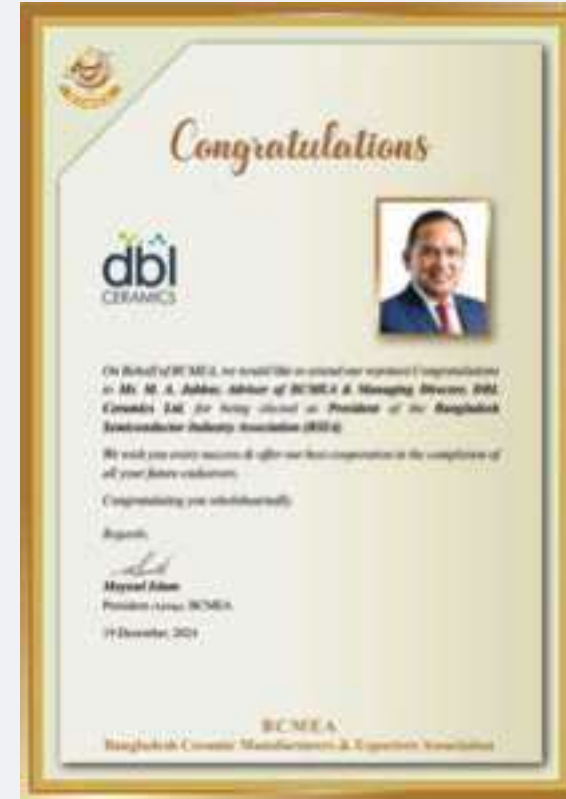 Congratulations
dbl
CERAMICS
On Behalf of BCMEA, we would like to extend our warmest Congratulations
to Mr. M. A. Jabbar, Advisor of BCMEA & Managing Director, DBL
Ceramics Ltd. for being elected as President of the Bangladesh
Semiconductor Industry Association (BSIA)
We wish you every success & offer our best cooperation in the completion of
all your future endeavors.
Congratulating you wholeheartedly
Regards,
Islam
President BCMEA
19 December, 2024
BCMEA
Bangladesh Ceramic Manufacturers & Exporters Association